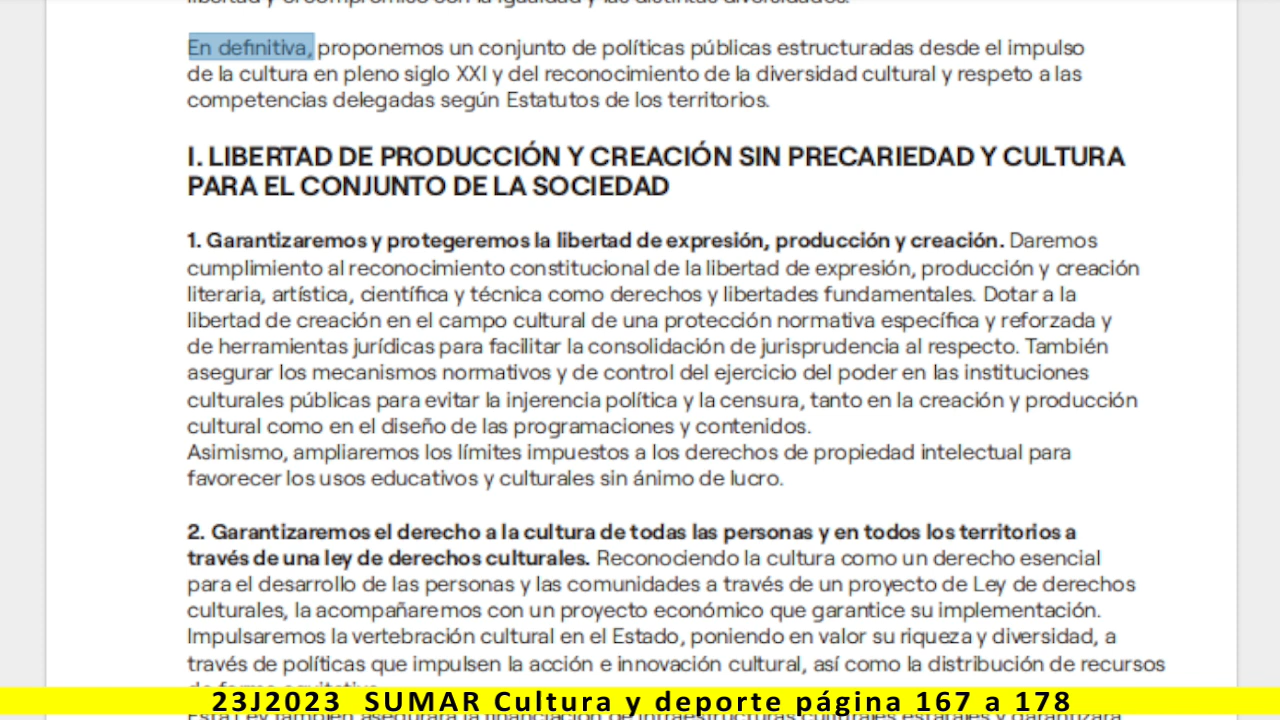 libertad y el compromiso con la igualdad y las distintas diversidades.
En definitiva, proponemos un conjunto de políticas públicas estructuradas desde el impulso
de la cultura en pleno siglo XXI y del reconocimiento de la diversidad cultural y respeto a las
competencias delegadas según Estatutos de los territorios.
I. LIBERTAD DE PRODUCCIÓN Y CREACIÓN SIN PRECARIEDAD Y CULTURA
PARA EL CONJUNTO DE LA SOCIEDAD
1. Garantizaremos y protegeremos la libertad de expresión, producción y creación. Daremos
cumplimiento al reconocimiento constitucional de la libertad de expresión, producción y creación
literaria, artística, científica y técnica como derechos y libertades fundamentales. Dotar a la
libertad de creación en el campo cultural de una protección normativa específica y reforzada y
de herramientas jurídicas para facilitar la consolidación de jurisprudencia al respecto. También
asegurar los mecanismos normativos y de control del ejercicio del poder en las instituciones
culturales públicas para evitar la injerencia política y la censura, tanto en la creación y producción
cultural como en el diseño de las programaciones y contenidos.
Asimismo, ampliaremos los límites impuestos a los derechos de propiedad intelectual para
favorecer los usos educativos y culturales sin ánimo de lucro.
2. Garantizaremos el derecho a la cultura de todas las personas y en todos los territorios a
través de una ley de derechos culturales. Reconociendo la cultura como un derecho esencial
para el desarrollo de las personas y las comunidades a través de un proyecto de Ley de derechos
culturales, la acompañaremos con un proyecto económico que garantice su implementación.
Impulsaremos la vertebración cultural en el Estado, poniendo en valor su riqueza y diversidad, a
través de políticas que impulsen la acción e innovación cultural, así como la distribución de recursos
23J2023 SUMAR Cultura y deporte página 167 a 178